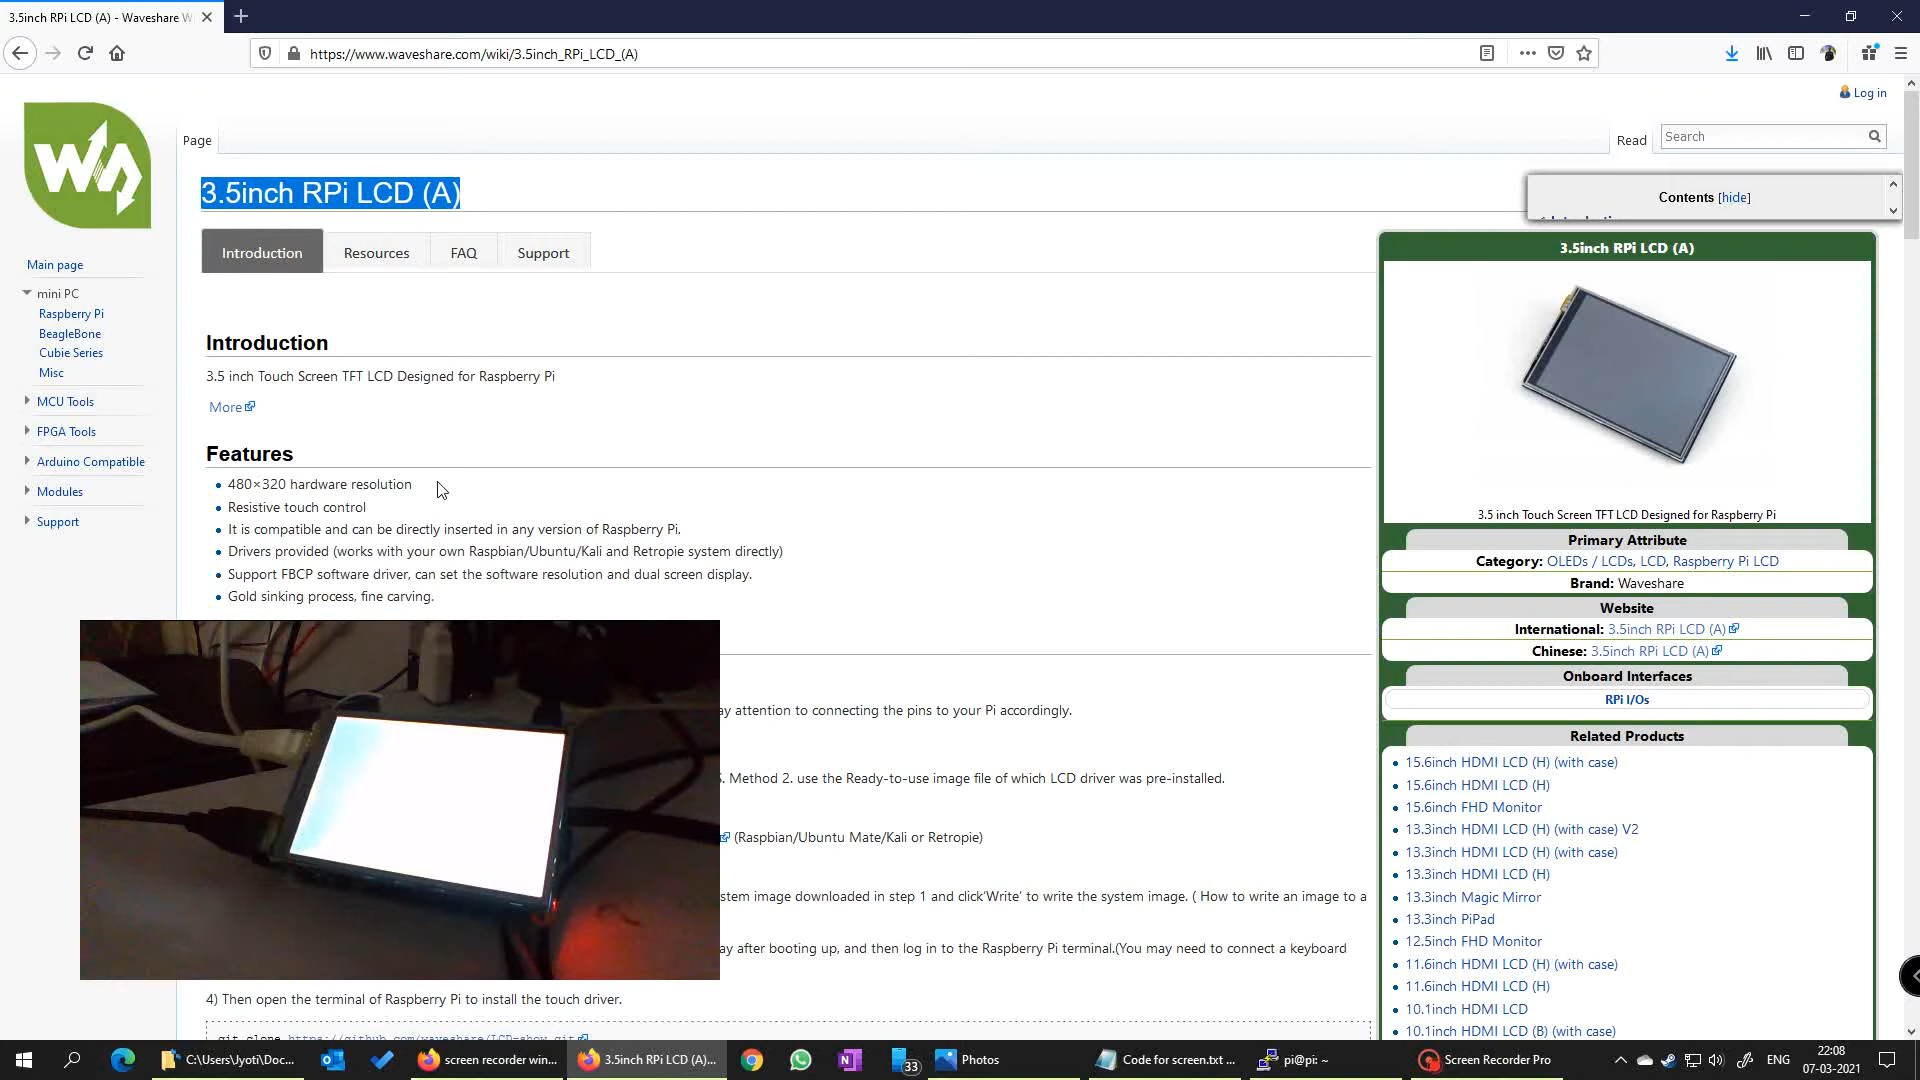 3.5inch RPi LCD (A) - Waveshare W
https://www.waveshare.com/wiki/3.5inch_RPi_LCD_(A)
Log in
Page
Read
Search
3.5inch RPi LCD (A)
Contents [hide]
Introduction
Resources
FAQ
Support
Main page
mini PC
Raspberry Pi
BeagleBone
Cubie Series
Misc
MCU Tools
FPGA Tools
Arduino Compatible
Modules
Support
Introduction
3.5 inch Touch Screen TFT LCD Designed for Raspberry Pi
More
Features
480×320 hardware resolution
Resistive touch control
It is compatible and can be directly inserted in any version of Raspberry Pi.
Drivers provided (works with your own Raspbian/Ubuntu/Kali and Retropie system directly)
Support FBCP software driver, can set the software resolution and dual screen display.
Gold sinking process, fine carving.
ay attention to connecting the pins to your Pi accordingly.
. Method 2. use the Ready-to-use image file of which LCD driver was pre-installed.
(Raspbian/Ubuntu Mate/Kali or Retropie)
stem image downloaded in step 1 and click'Write' to write the system image. ( How to write an image to a
ay after booting up, and then log in to the Raspberry Pi terminal.(You may need to connect a keyboard
4) Then open the terminal of Raspberry Pi to install the touch driver.
git clone https://github.com/waveshare/LCD-show.git
3.5inch RPi LCD (A)
3.5 inch Touch Screen TFT LCD Designed for Raspberry Pi
Primary Attribute
Category: OLEDs / LCDs, LCD, Raspberry Pi LCD
Brand: Waveshare
Website
International: 3.5inch RPi LCD (A)
Chinese: 3.5inch RPi LCD (A)
Onboard Interfaces
RPi I/Os
Related Products
15.6inch HDMI LCD (H) (with case)
15.6inch HDMI LCD (H)
15.6inch FHD Monitor
13.3inch HDMI LCD (H) (with case) V2
13.3inch HDMI LCD (H) (with case)
13.3inch HDMI LCD (H)
13.3inch Magic Mirror
13.3inch PiPad
12.5inch FHD Monitor
11.6inch HDMI LCD (H) (with case)
11.6inch HDMI LCD (H)
10.1inch HDMI LCD
10.1inch HDMI LCD (B) (with case)
C:\Users\Jyoti\Doc...
screen recorder win...
3.5inch RPi LCD (A)...
33
Photos
Code for screen.txt ...
pi@pi: ~
Screen Recorder Pro
ENG
22:08
07-03-2021